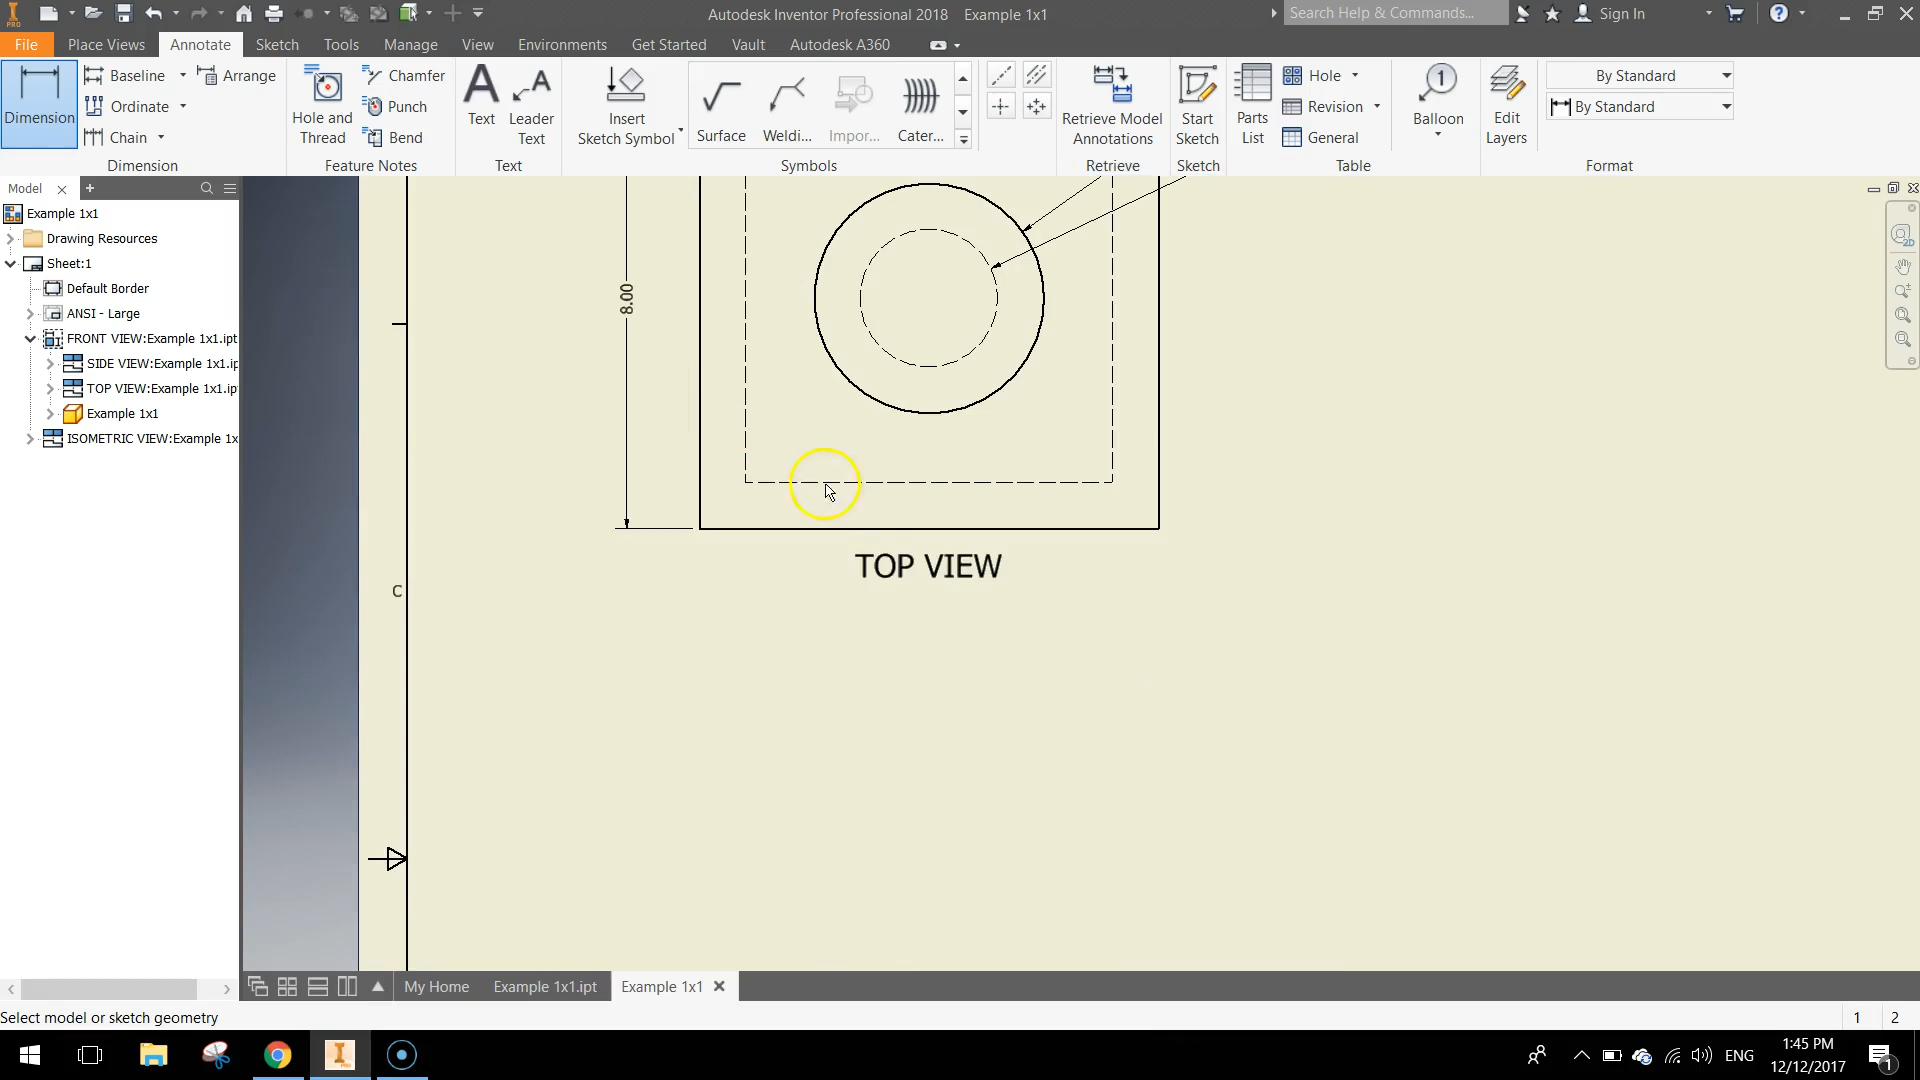 PRO
Autodesk Inventor Professional 2018 Example 1x1
Search Help & Commands...
Sign In
File
Place Views
Annotate
Sketch
Tools
Manage
View
Environments
Get Started
Vault
Autodesk A360
Dimension
Baseline
Arrange
Ordinate
Chain
Dimension
Hole and
Thread
Chamfer
Punch
Bend
Feature Notes
Text
Leader
Text
Text
Insert
Sketch Symbol
Surface
Weldi...
Impor...
Cater...
Symbols
Retrieve Model
Annotations
Retrieve
Start
Sketch
Sketch
Parts
List
Hole
Revision
General
Table
1
Balloon
Edit
Layers
By Standard
By Standard
Format
Model
Example 1x1
Drawing Resources
Sheet:1
Default Border
ANSI - Large
FRONT VIEW:Example 1x1.ipt
SIDE VIEW:Example 1x1.ip
TOP VIEW:Example 1x1.ip
Example 1x1
ISOMETRIC VIEW:Example 1x
8.00
TOP VIEW
C
2D
My Home
Example 1x1.ipt
Example 1x1
Select model or sketch geometry
1
2
PRO
ENG
1:45 PM
12/12/2017
1